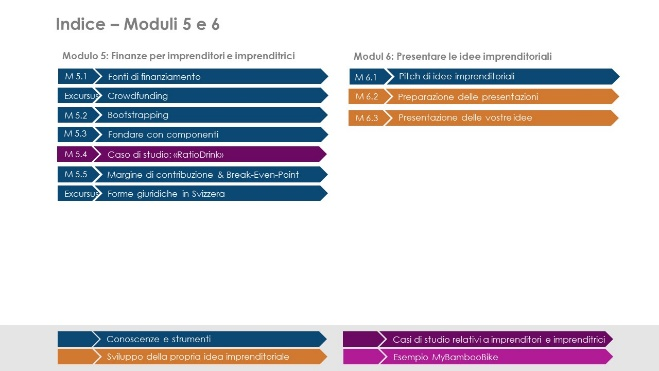 Indice – Moduli 5 e 6
Modulo 5: Finanze per imprenditori e imprenditrici
M 5.1 Fonti di finanziamento
Excursus Crowdfunding
M 5.2 Bootstrapping
M 5.3 Fondare con componenti
M 5.4 Caso di studio: «RatioDrink»
M 5.5 Margine di contribuzione & Break-Even-Point
Excursus Forme giuridiche in Svizzera
Modul 6: Presentare le idee imprenditoriali
M 6.1 Pitch di idee imprenditoriali
M 6.2 Preparazione delle presentazioni
M 6.3 Presentazione delle vostre idee
Conoscenze e strumenti
Sviluppo della propria idea imprenditoriale
Casi di studio relativi a imprenditori e imprenditrici
Esempio MyBambooBike